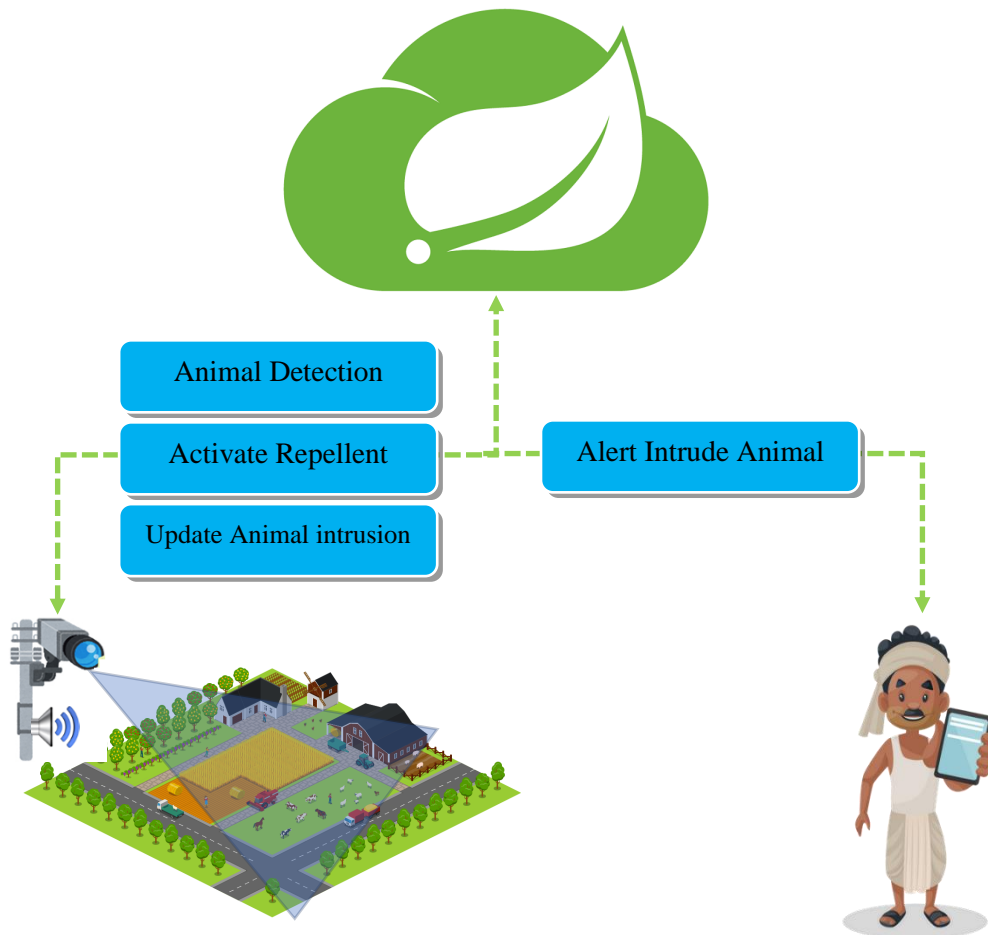 Animal Detection
Activate Repellent
Update Animal intrusion
Alert Intrude Animal